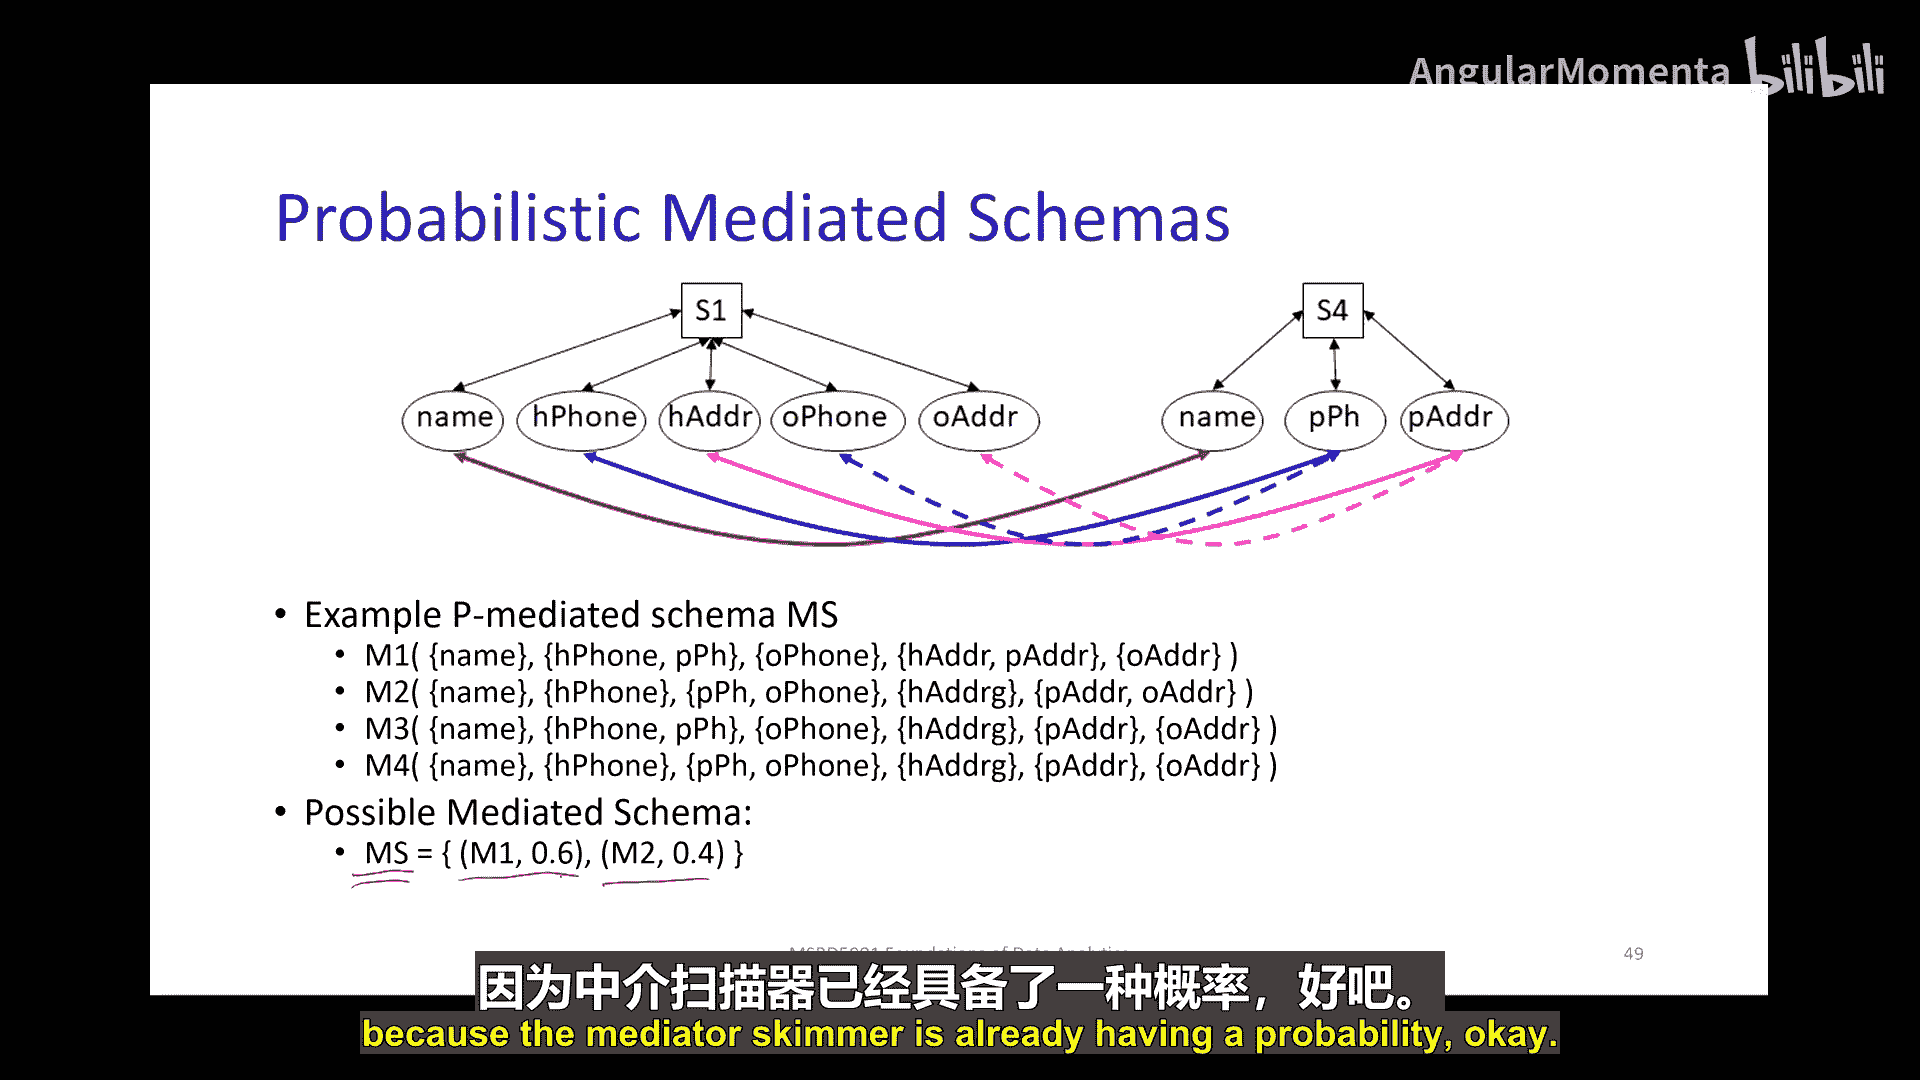 AngularMomenta bilibili
Probabilistic Mediated Schemas
S1
S4
name hPhone hAddr oPhone oAddr name pPh pAddr
• Example P-mediated schema MS
• M1( {name}, {hPhone, pPh}, {oPhone}, {hAddr, pAddr}, {oAddr} )
• M2( {name}, {hPhone}, {pPh, oPhone}, {hAddrg}, {pAddr, oAddr} )
• M3( {name}, {hPhone, pPh}, {oPhone}, {hAddrg}, {pAddr}, {oAddr} )
• M4( {name}, {hPhone}, {pPh, oPhone}, {hAddrg}, {pAddr}, {oAddr} )
• Possible Mediated Schema:
• MS = { (M1, 0.6), (M2, 0.4) }
49
因为中介扫描器已经具备了一种概率，好吧。
because the mediator skimmer is already having a probability, okay.